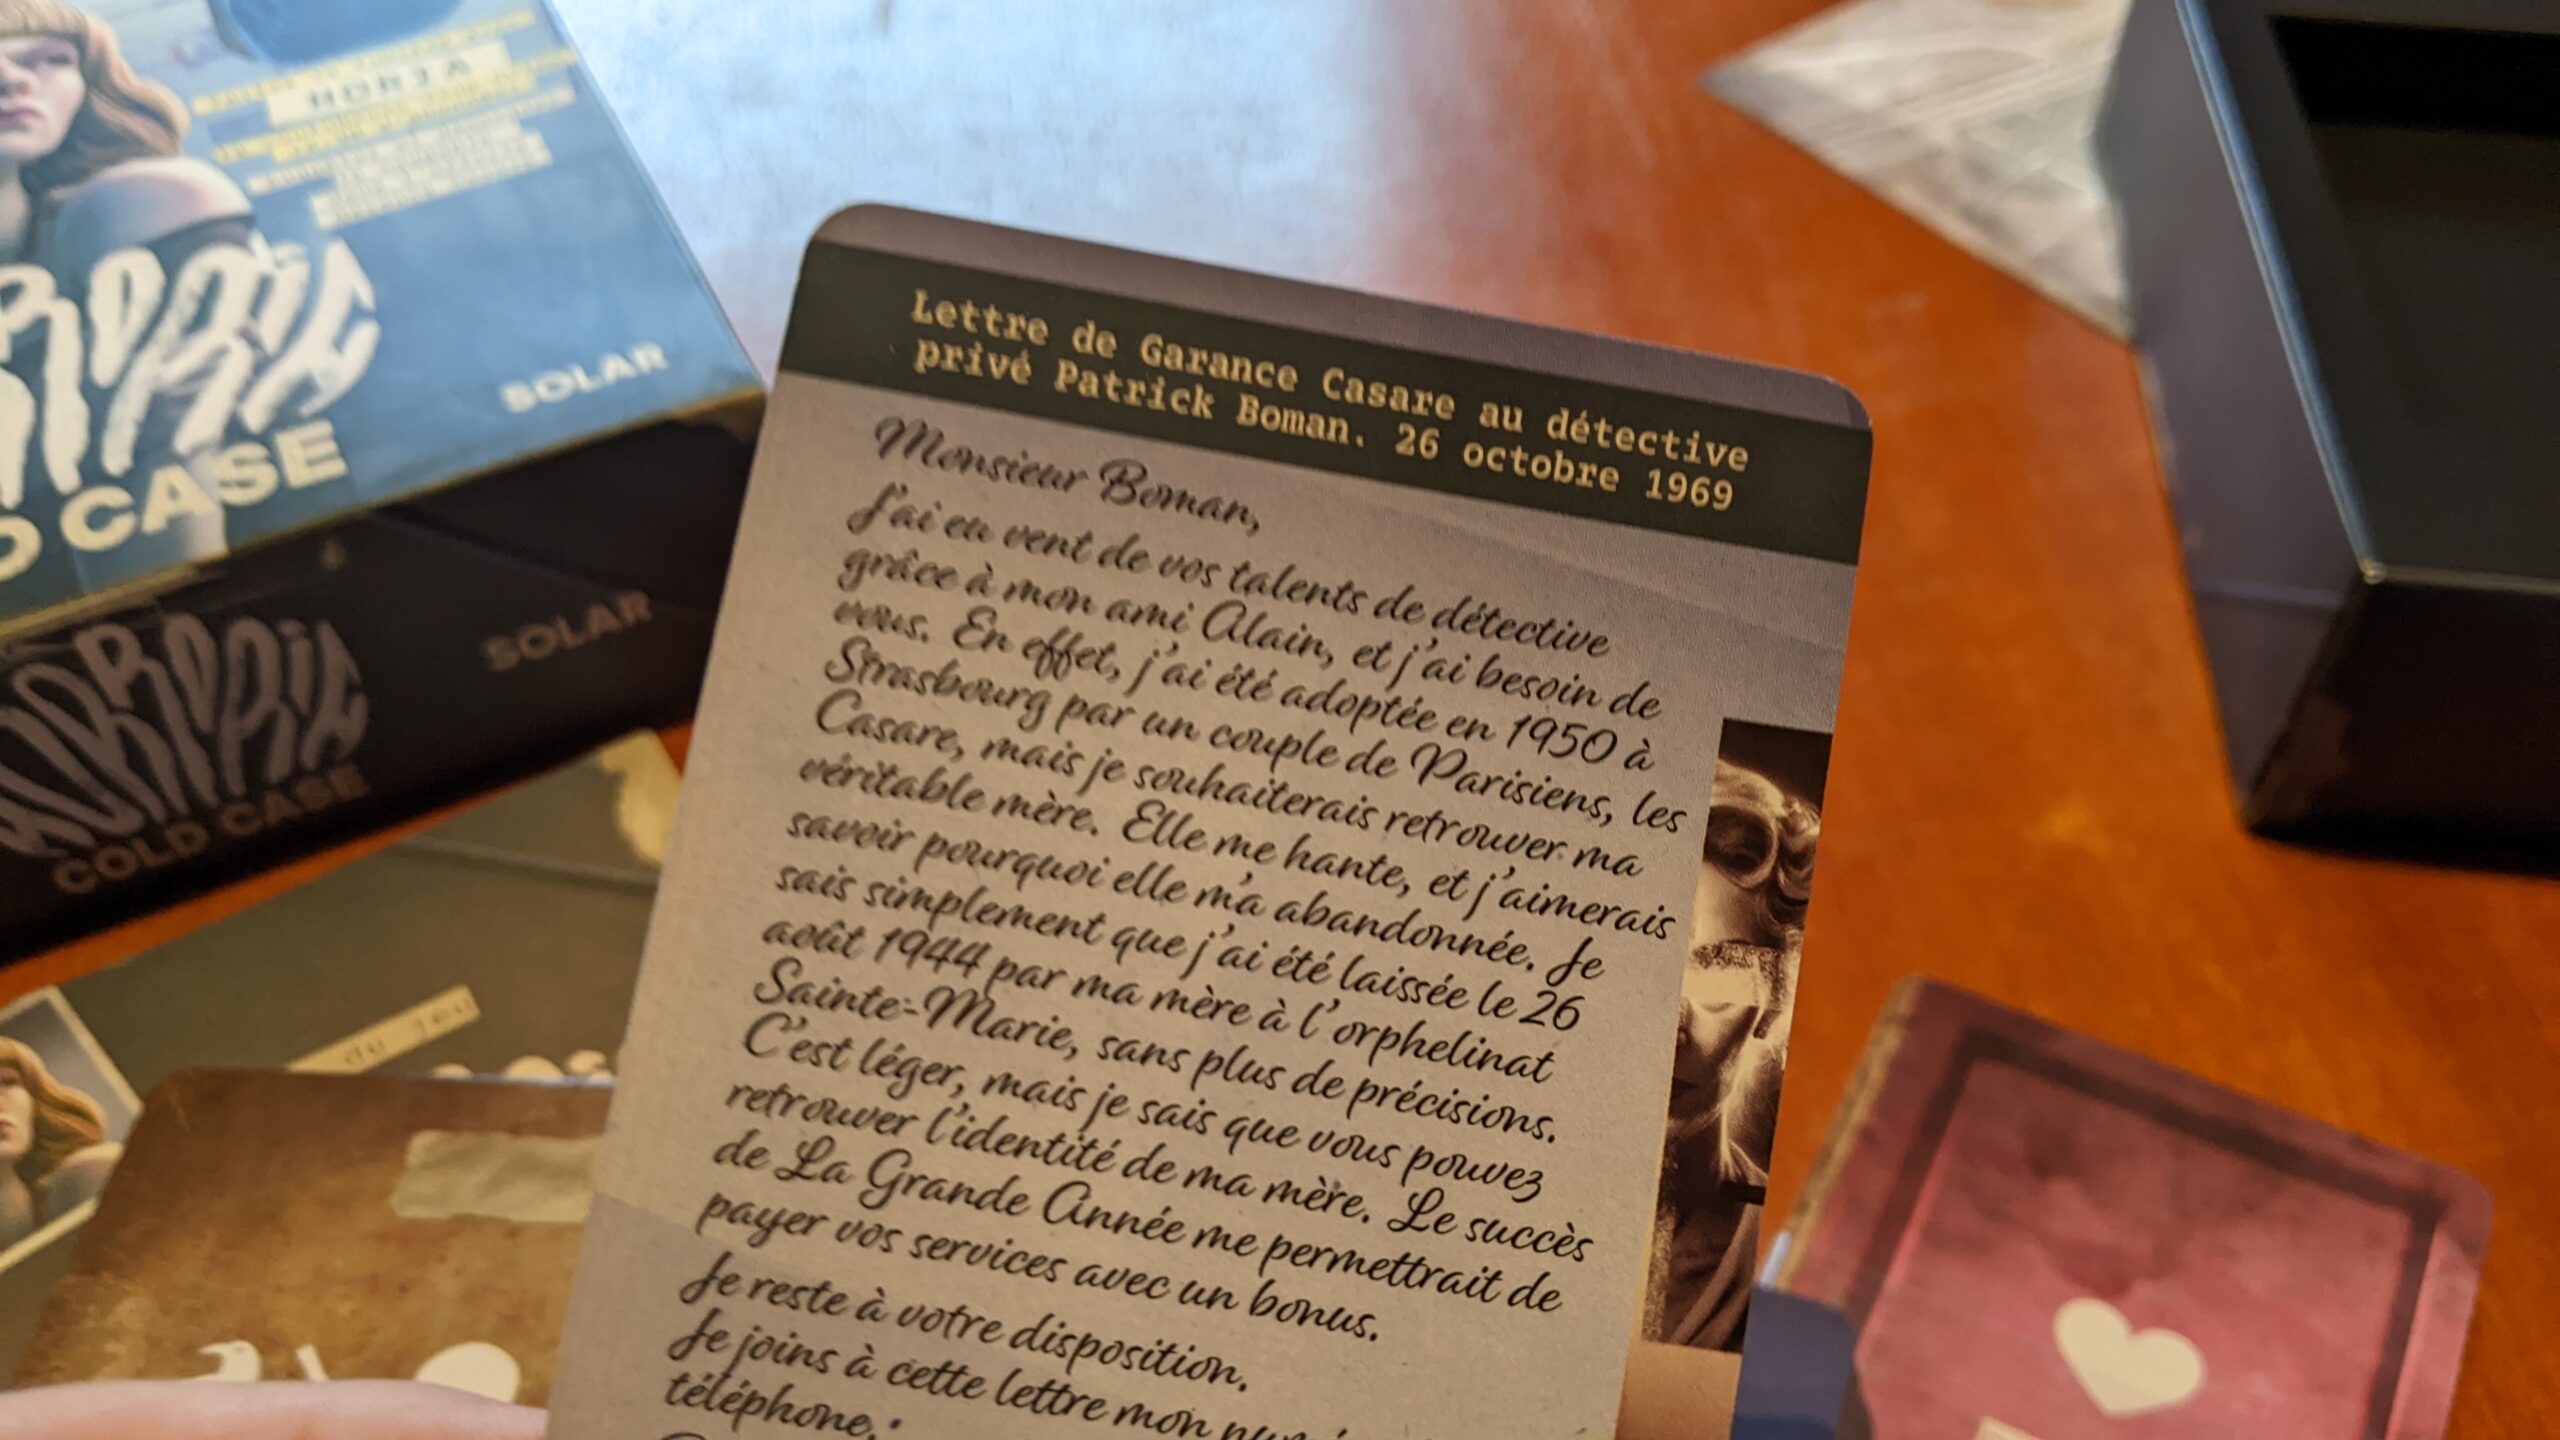 HORIA
SOLAR
CASE
SOLAR
COLD CASE
du jeu
Lettre de Garance Casare au détective
privé Patrick Boman. 26 octobre 1969
Monsieur Boman,
J'ai eu vent de vos talents de détective
grâce à mon ami Alain, et j'ai besoin de
vous. En effet, j'ai été adoptée en 1950 à
Strasbourg par un couple de Parisiens, les
Casare, mais je souhaiterais retrouver ma
véritable mère. Elle me hante, et j'aimerais
savoir pourquoi elle m'a abandonnée. Je
sais simplement que j'ai été laissée le 26
août 1944 par ma mère à l'orphelinat
Sainte-Marie, sans plus de précisions.
C'est léger, mais je sais que vous pouvez
retrouver l'identité de ma mère. Le succès
de La Grande Année me permettrait de
payer vos services avec un bonus.
Je reste à votre disposition.
Je joins à cette lettre mon
téléphone.